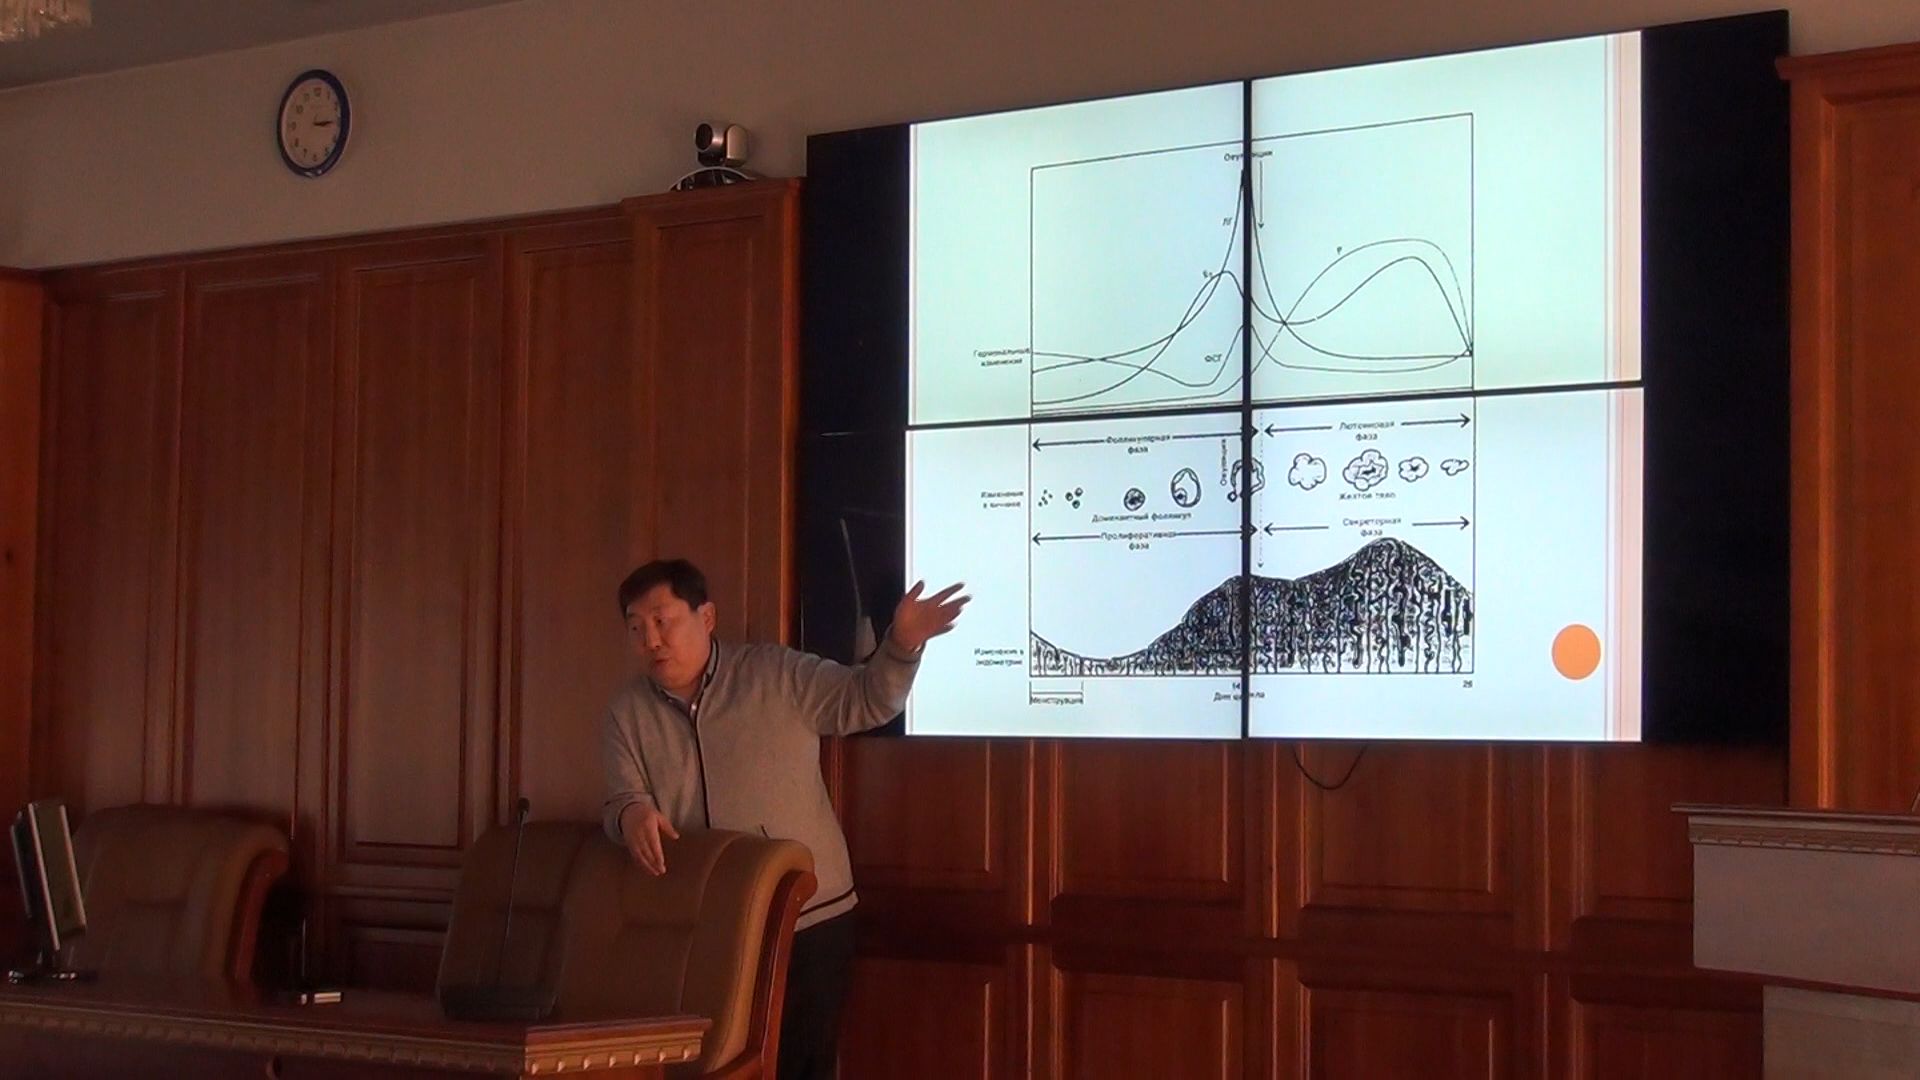 Овуляция
ЛГ
E₂
P
Гормональные
изменения
ФСГ
Фолликулярная
фаза
Лютеиновая
фаза
Овуляция
Изменения
в яичнике
Доминантный фолликул
Желтое тело
Пролиферативная
фаза
Секреторная
фаза
Изменения в
эндометрии
Менструация
14
28
Дни цикла